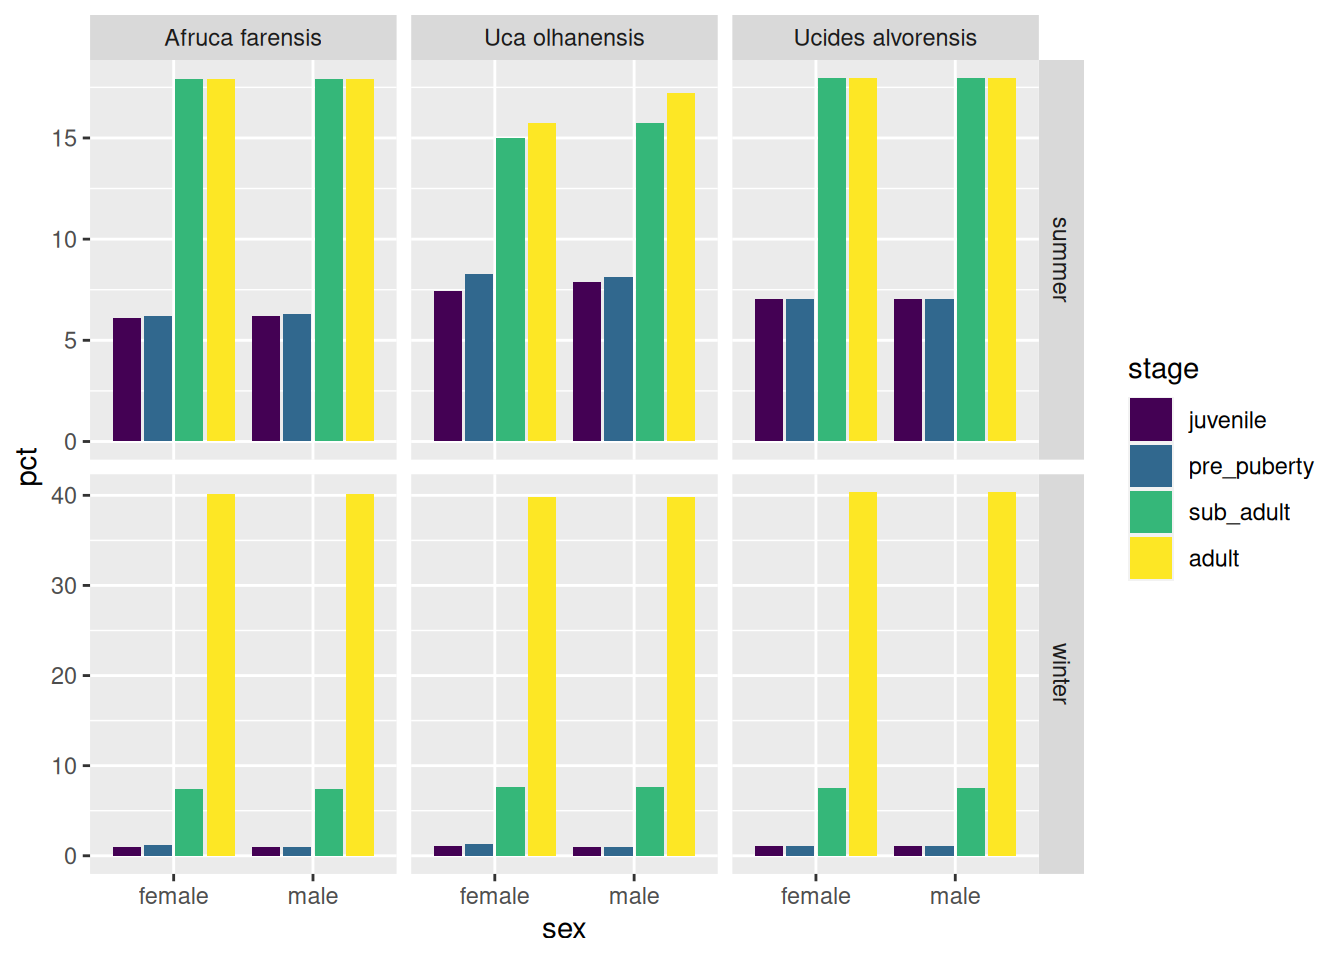 Afruca farensis
Uca olhanensis
Ucides alvorensis
15
10
5
0
summer
pct
40
30
20
10
0
winter
female
male
female
male
female
male
sex
stage
juvenile
pre_puberty
sub_adult
adult